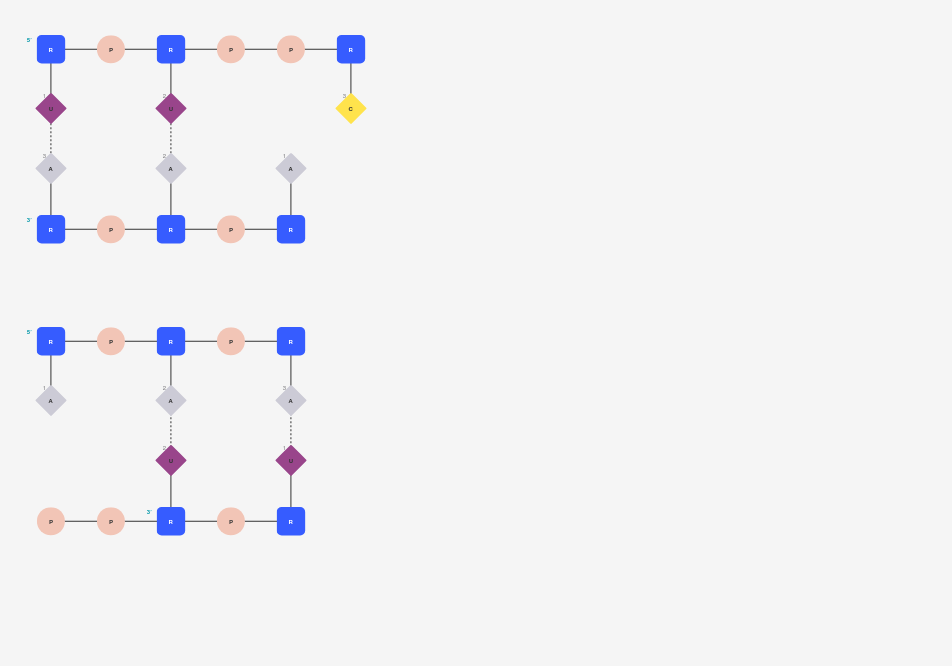 5'
R P R P P R
1 2 3
U U C
3 2 1
A A A
3'
R P R P R
5'
R P R P R
1 2 3
A A A
2 1
U U
3'
P P R P R